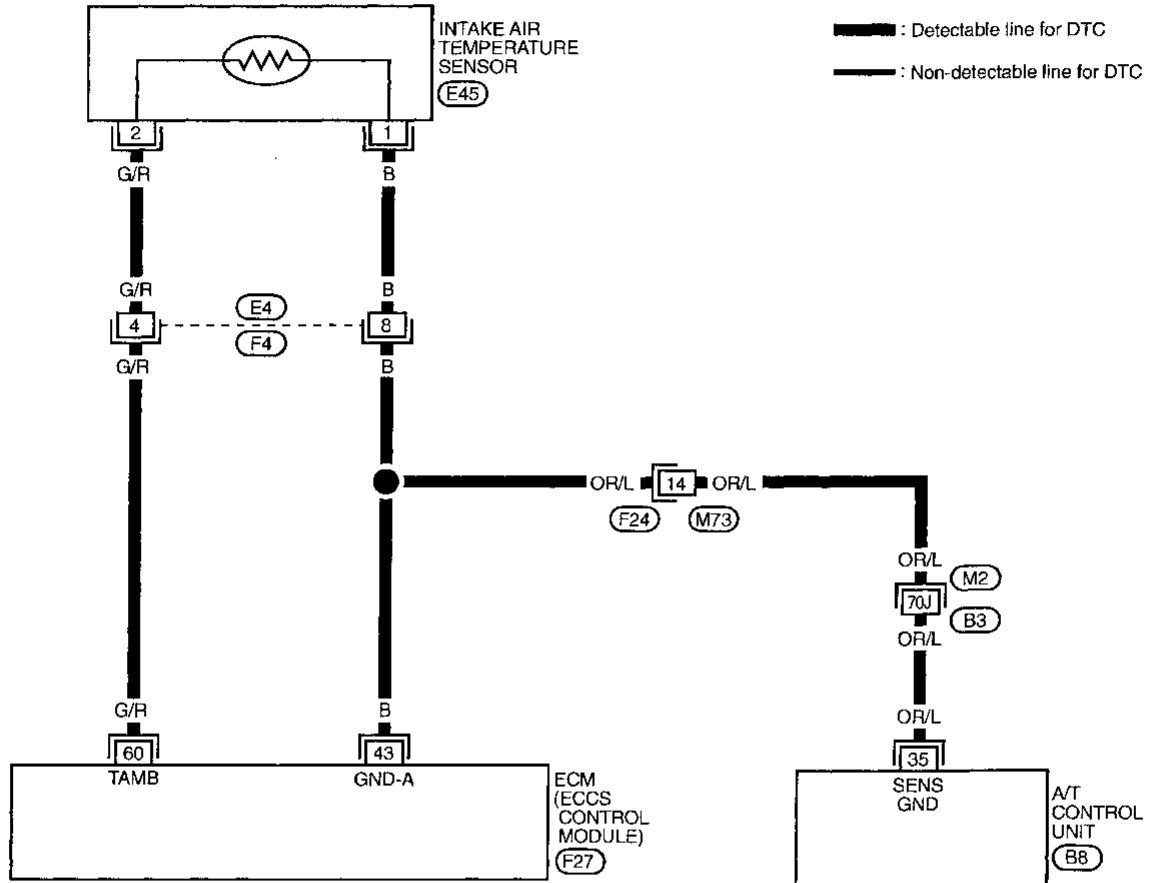 INTAKE AIR
TEMPERATURE
SENSOR
E45
: Detectable line for DTC
: Non-detectable line for DTC
2
1
G/R
B
G/R
B
4
E4
F4
8
G/R
B
OR/L
14
OR/L
F24
M73
OR/L
M2
70J
B3
OR/L
G/R
B
OR/L
60
43
35
TAMB
GND-A
ECM
(ECCS
CONTROL
MODULE)
F27
SENS
GND
A/T
CONTROL
UNIT
B8